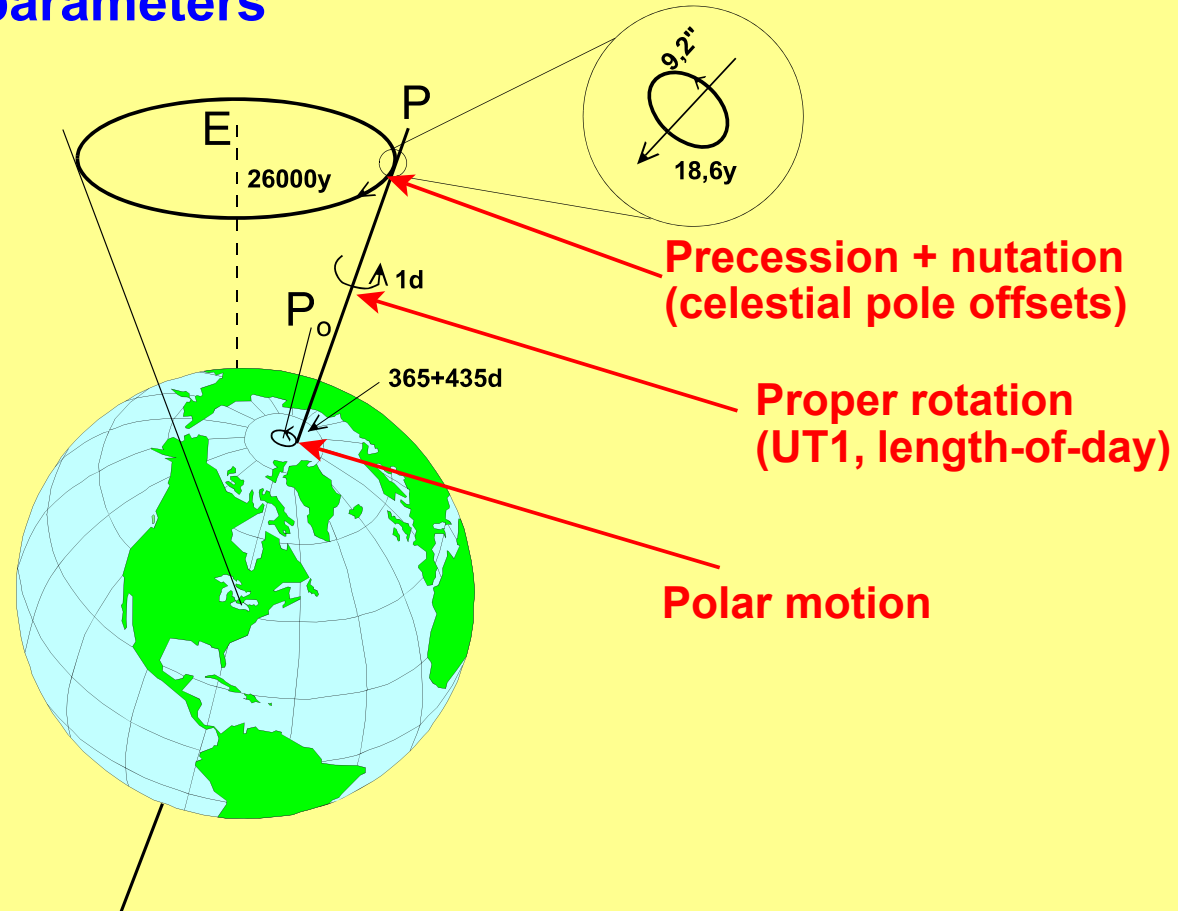 parameters
9,2"
P
E
26000y
18,6y
Precession + nutation
(celestial pole offsets)
1d
Po
365+435d
Proper rotation
(UT1, length-of-day)
Polar motion